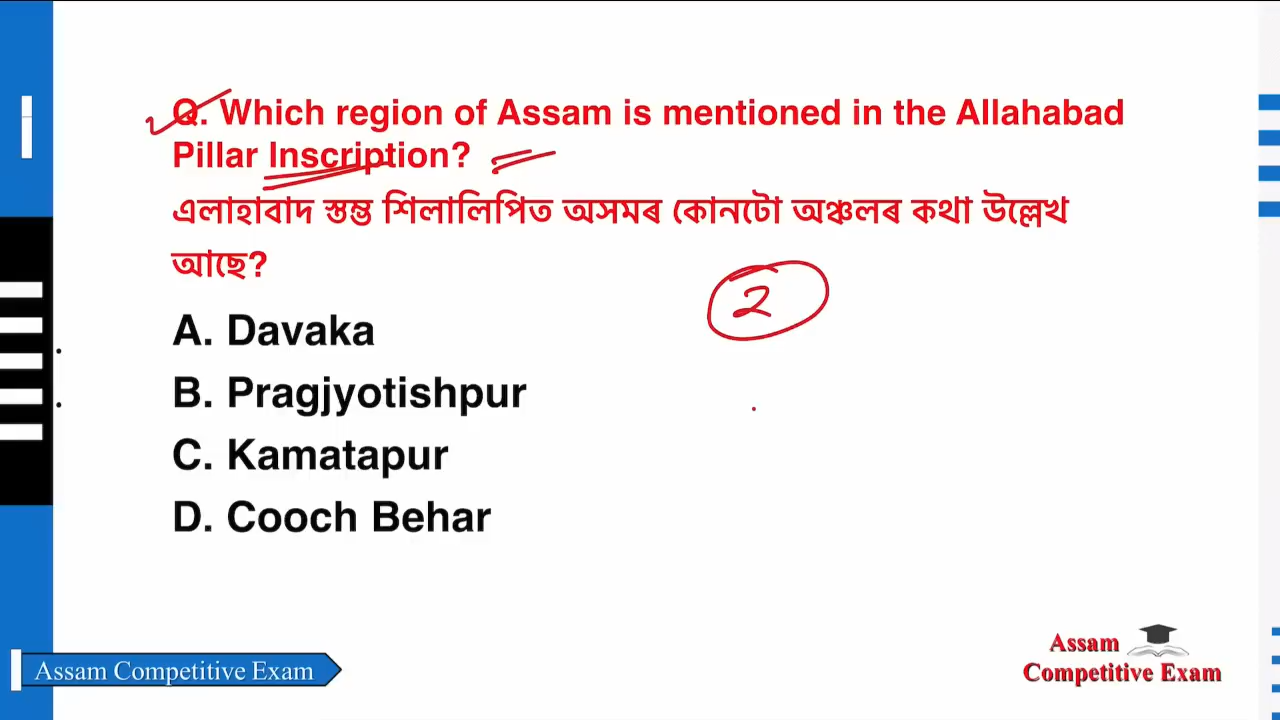 Q. Which region of Assam is mentioned in the Allahabad
Pillar Inscription?
এলাহাবাদ স্তম্ভ শিলালিপিত অসমৰ কোনটো অঞ্চলৰ কথা উল্লেখ
আছে?
2
A. Davaka
B. Pragjyotishpur
C. Kamatapur
D. Cooch Behar
Assam Competitive Exam
Assam
Competitive Exam